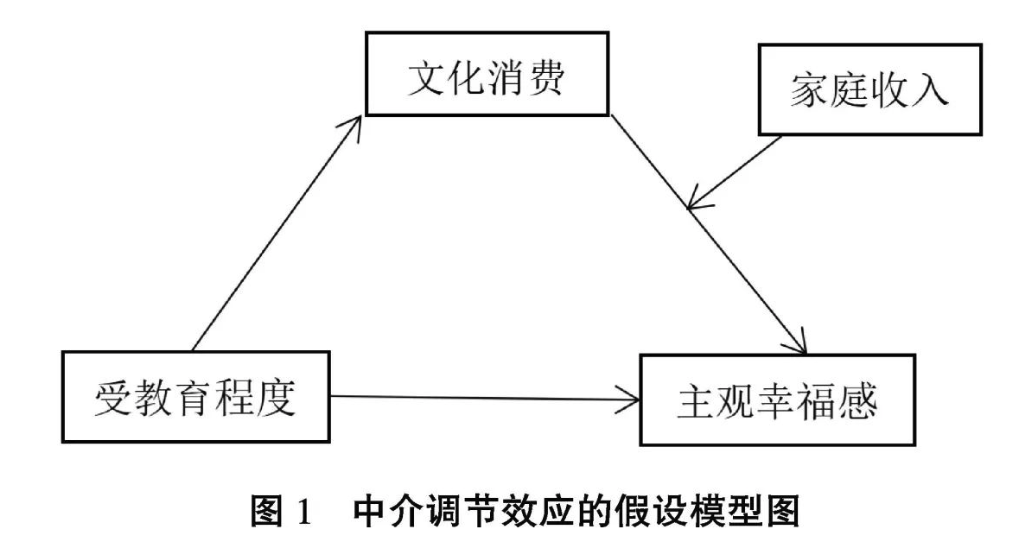 文化消费
家庭收入
受教育程度
主观幸福感
图 1 中介调节效应的假设模型图